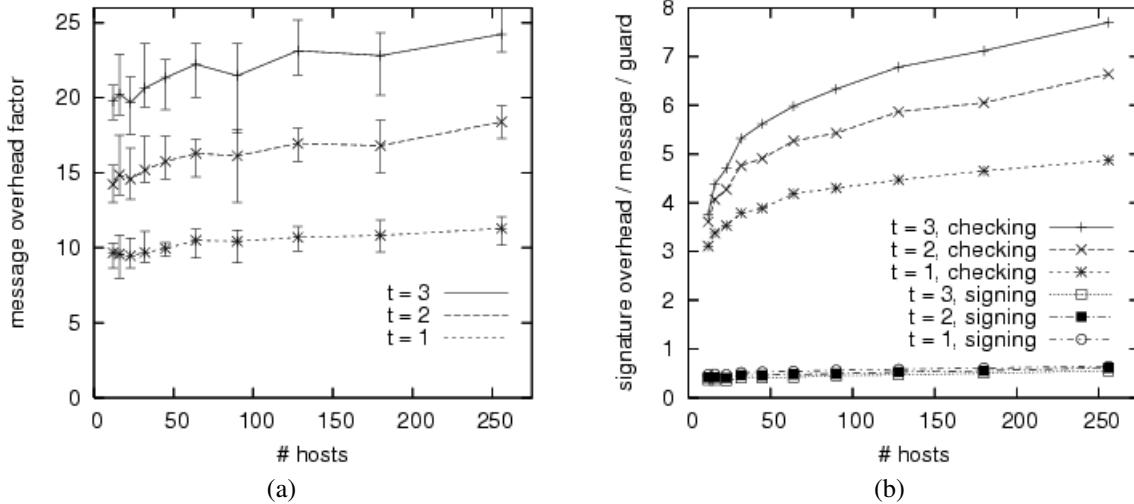 message overhead factor
25
20
15
10
5
0
t = 3
t = 2
t = 1
0 50 100 150 200 250
# hosts
(a)
signature overhead / message / guard
8
7
6
5
4
3
2
1
0
t = 3, checking
t = 2, checking
t = 1, checking
t = 3, signing
t = 2, signing
t = 1, signing
0 50 100 150 200 250
# hosts
(b)